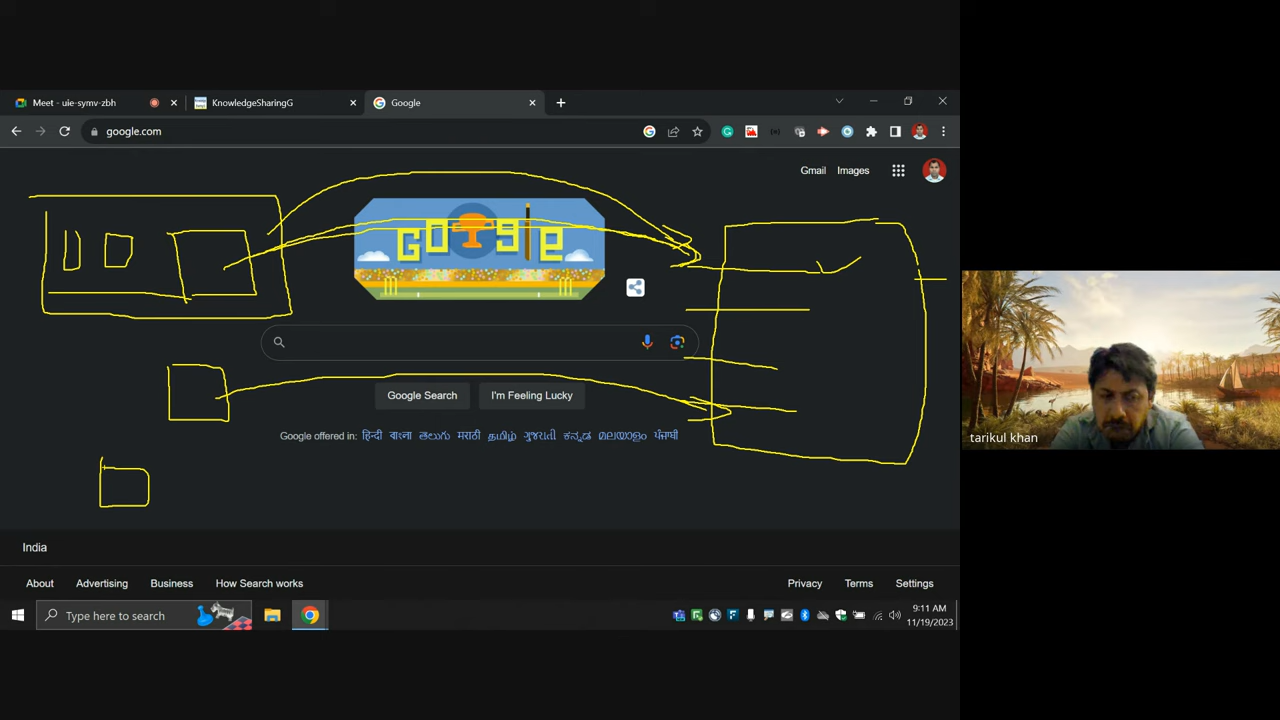 Meet - uie-symv-zbh
KnowledgeSharingG
Google
google.com
Gmail Images
Google
Google Search I'm Feeling Lucky
Google offered in: हिन्दी বাংলা తెలుగు मराठी தமிழ் ગુજરાતી ಕನ್ನಡ മലയാളം ਪੰਜਾਬੀ
tarikul khan
India
About Advertising Business How Search works Privacy Terms Settings
Type here to search
9:11 AM
11/19/2023